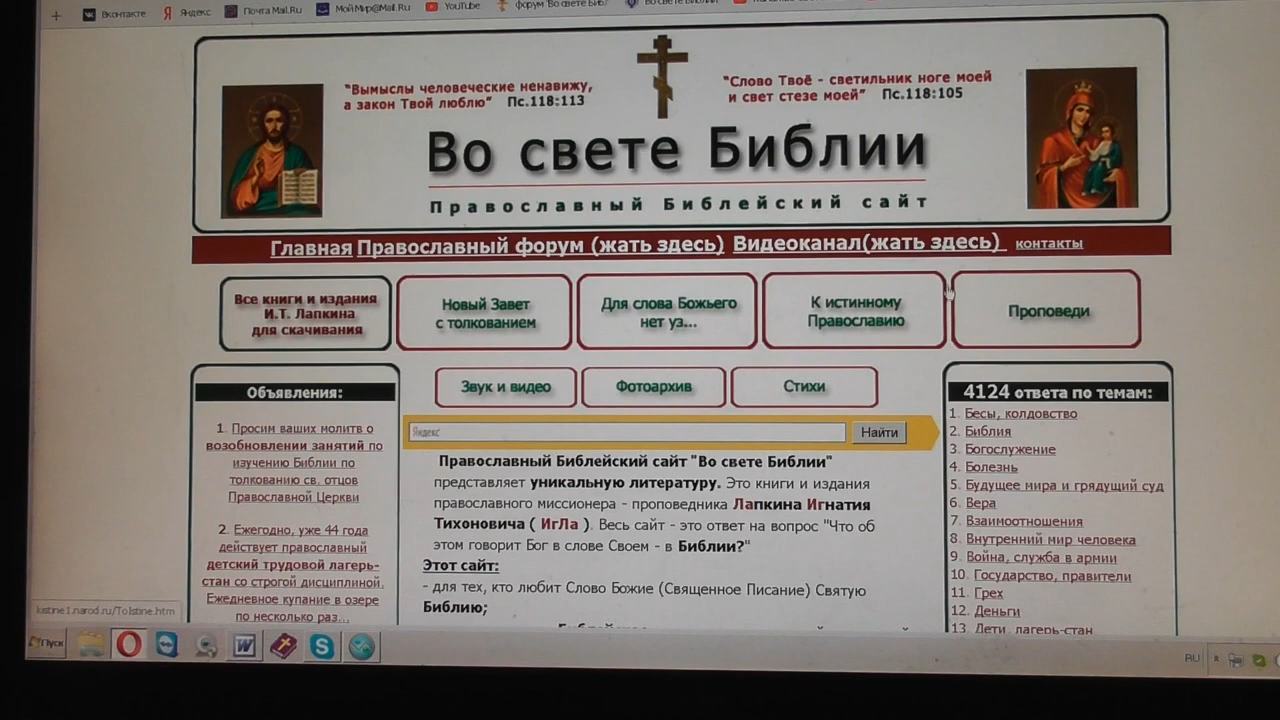 Вконтакте Яндекс Почта Mail.Ru МойМир@Mail.Ru YouTube форум "Во свете Биб."
"Вымыслы человеческие ненавижу,
а закон Твой люблю" Пс.118:113
"Слово Твоё - светильник ноге моей
и свет стезе моей" Пс.118:105
Во свете Библии
Православный Библейский сайт
Главная Православный форум (жать здесь) Видеоканал(жать здесь) контакты
Все книги и издания
И.Т. Лапкина
для скачивания
Новый Завет
с толкованием
Для слова Божьего
нет уз...
К истинному
Православию
Проповеди
Звук и видео
Фотоархив
Стихи
Объявления:
1. Просим ваших молитв о
возобновлении занятий по
изучению Библии по
толкованию св. отцов
Православной Церкви
2. Ежегодно, уже 44 года
действует православный
детский трудовой лагерь-
стан со строгой дисциплиной.
Ежедневное купание в озере
по несколько раз...
Яндекс
Найти
Православный Библейский сайт "Во свете Библии"
представляет уникальную литературу. Это книги и издания
православного миссионера - проповедника Лапкина Игнатия
Тихоновича ( ИгЛа ). Весь сайт - это ответ на вопрос "Что об
этом говорит Бог в слове Своем - в Библии?"
Этот сайт:
- для тех, кто любит Слово Божие (Священное Писание) Святую
Библию;
4124 ответа по темам:
1. Бесы, колдовство
2. Библия
3. Богослужение
4. Болезнь
5. Будущее мира и грядущий суд
6. Вера
7. Взаимоотношения
8. Внутренний мир человека
9. Война, служба в армии
10. Государство, правители
11. Грех
12. Деньги
13. Дети, лагерь-стан
kistine1.narod.ru/ToIstine.htm
Пуск
RU